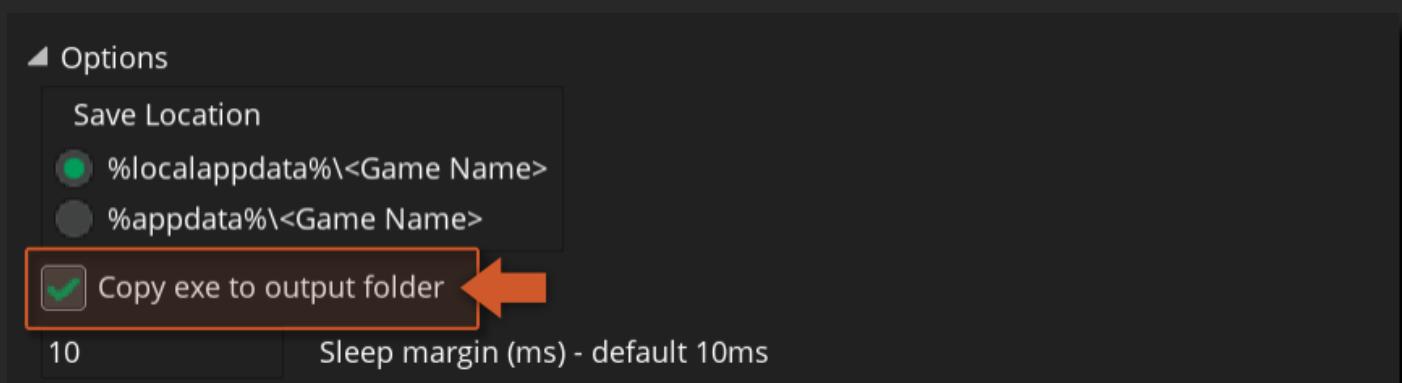 Options
Save Location
%localappdata%\<Game Name>
%appdata%\<Game Name>
Copy exe to output folder
10 Sleep margin (ms) - default 10ms